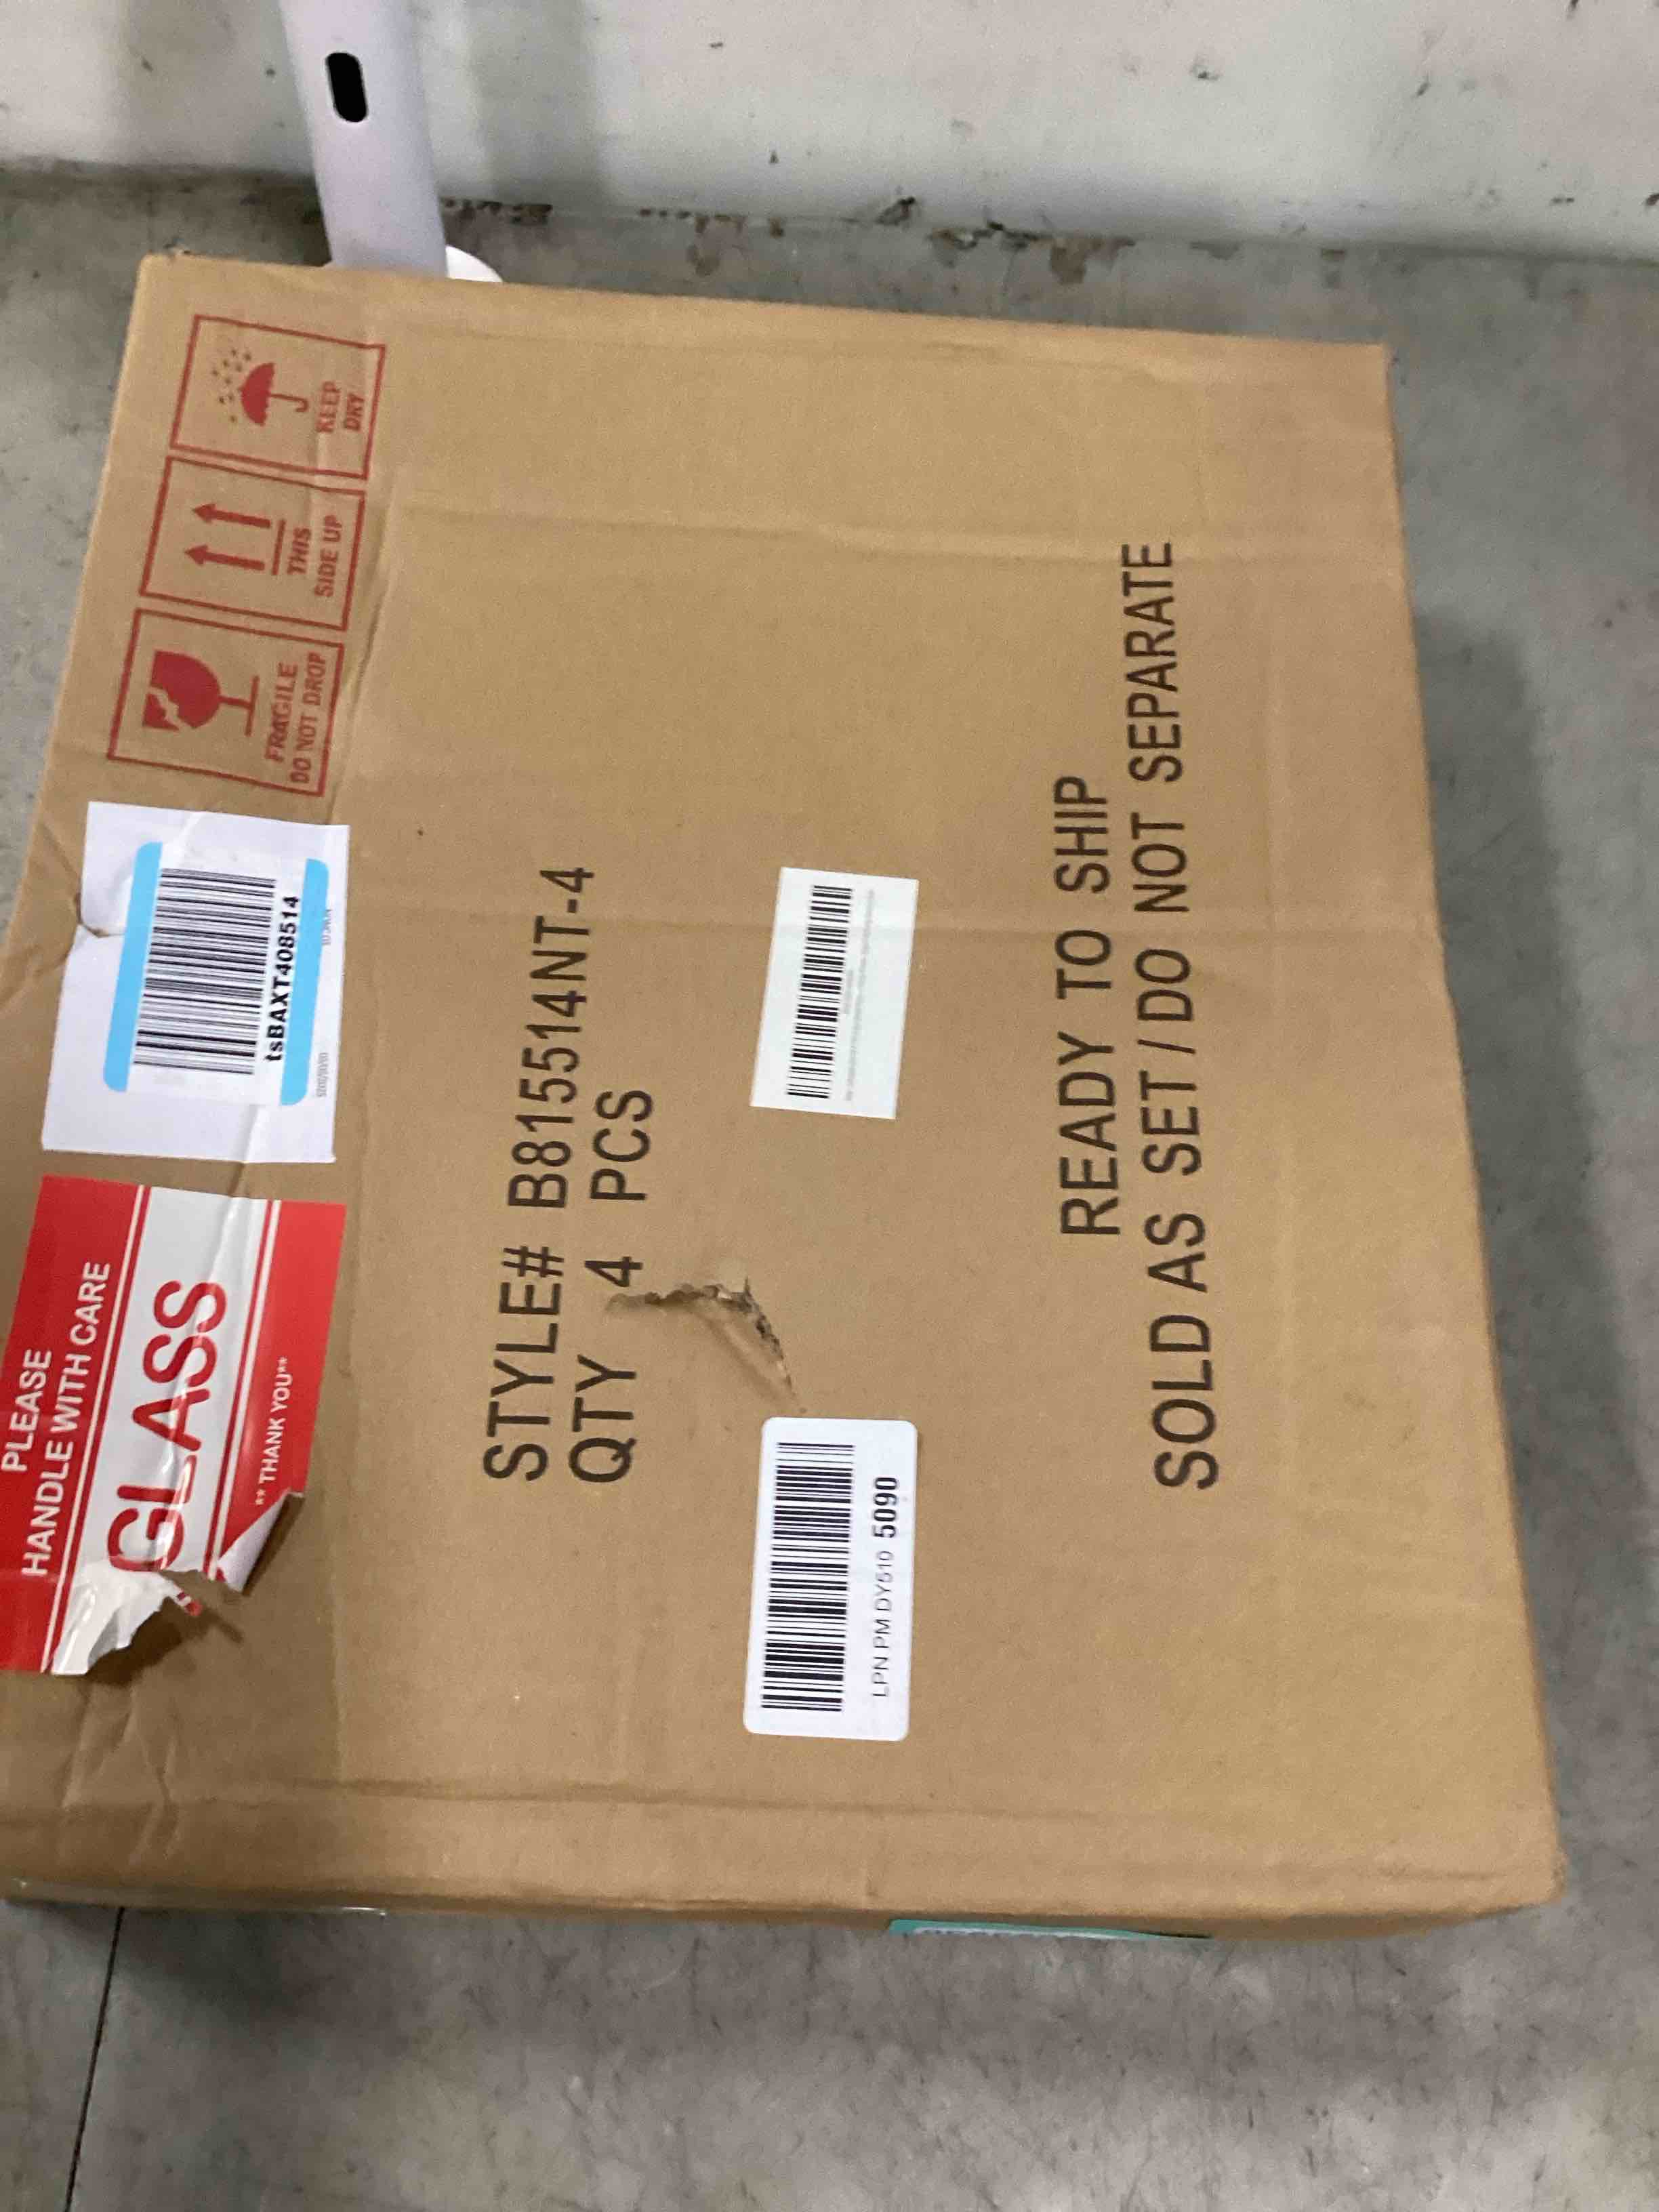 PLEASE
HANDLE WITH CARE
GLASS
** THANK YOU**
tsBAXT408514
FRAGILE
DO NOT DROP
THIS
SIDE UP
KEEP
DRY
STYLE# B815514NT-4
QTY 4 PCS
LPN PM DY510 5090
READY TO SHIP
SOLD AS SET / DO NOT SEPARATE